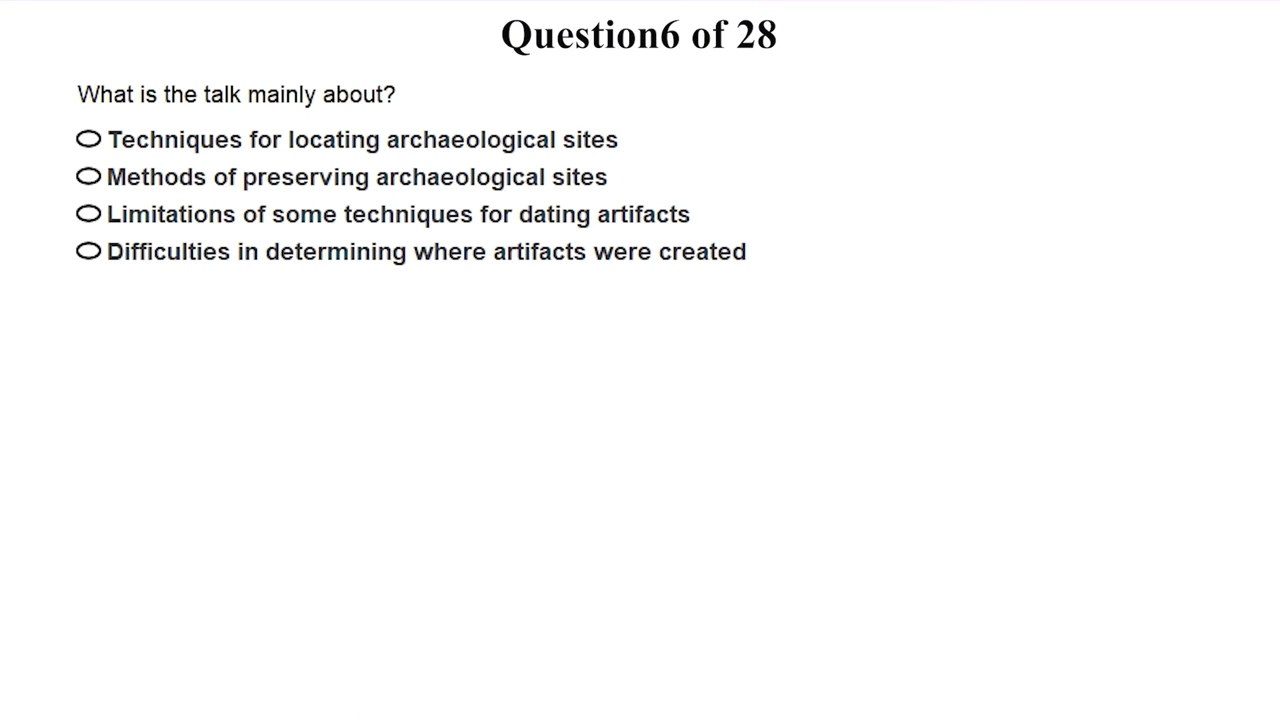 Question6 of 28
What is the talk mainly about?
Techniques for locating archaeological sites
Methods of preserving archaeological sites
Limitations of some techniques for dating artifacts
Difficulties in determining where artifacts were created